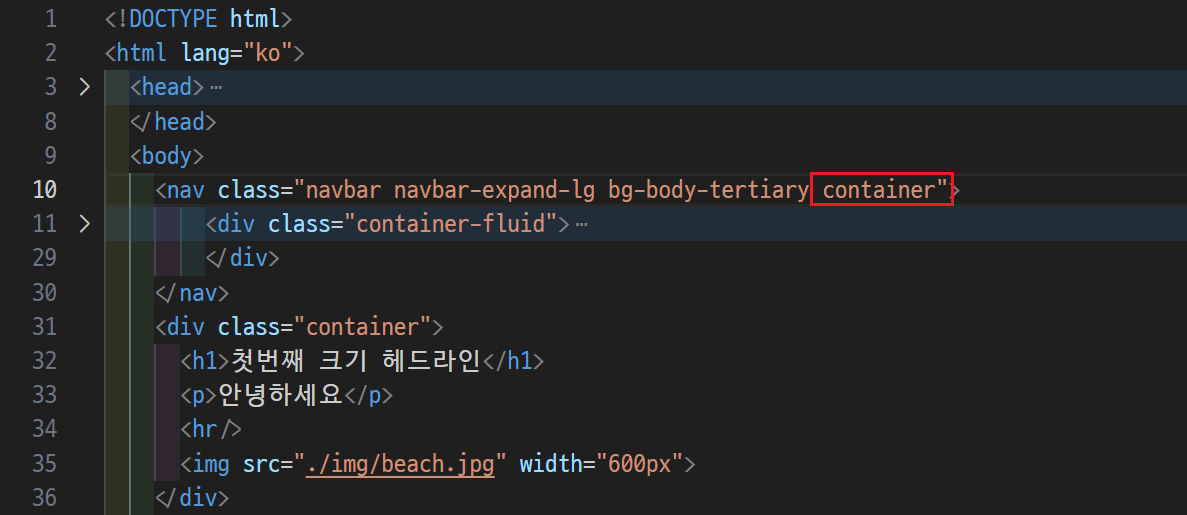 1 <!DOCTYPE html>
2 <html lang="ko">
3 > <head> ⋯
8 </head>
9 <body>
10 <nav class="navbar navbar-expand-lg bg-body-tertiary container">
11 > <div class="container-fluid"> ⋯
29 </div>
30 </nav>
31 <div class="container">
32 <h1>첫번째 크기 헤드라인</h1>
33 <p>안녕하세요</p>
34 <hr/>
35 <img src="./img/beach.jpg" width="600px">
36 </div>